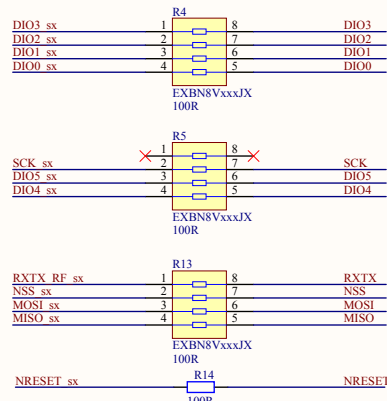 R4
DIO3_sx 1 8 DIO3
DIO2_sx 2 7 DIO2
DIO1_sx 3 6 DIO1
DIO0_sx 4 5 DIO0
EXBN8VxxxJX
100R
R5
1 8
SCK_sx 2 7 SCK
DIO5_sx 3 6 DIO5
DIO4_sx 4 5 DIO4
EXBN8VxxxJX
100R
R13
RXTX_RF_sx 1 8 RXTX
NSS_sx 2 7 NSS
MOSI_sx 3 6 MOSI
MISO_sx 4 5 MISO
EXBN8VxxxJX
100R
R14
NRESET_sx NRESET
100R